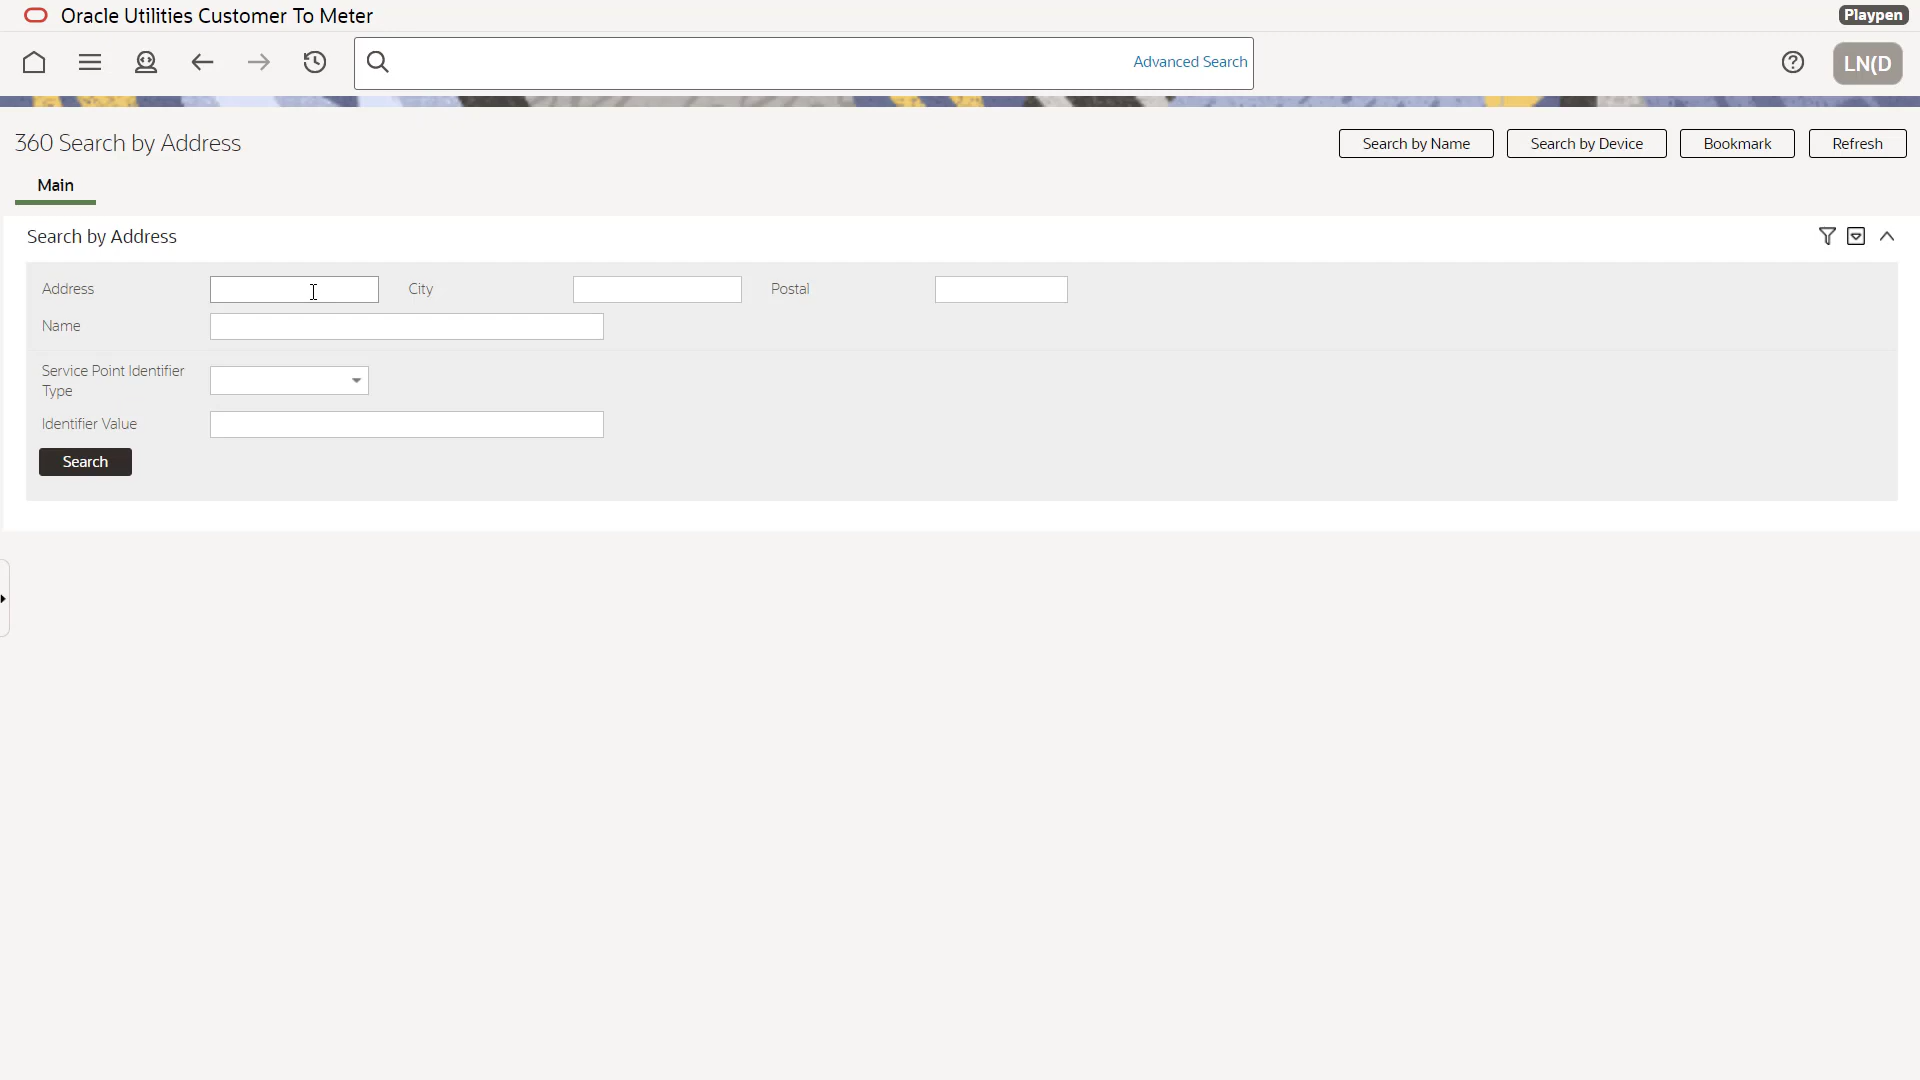 Oracle Utilities Customer To Meter
Playpen
Advanced Search
LN(D
360 Search by Address
Search by Name
Search by Device
Bookmark
Refresh
Main
Search by Address
Address
City
Postal
Name
Service Point Identifier
Type
Identifier Value
Search